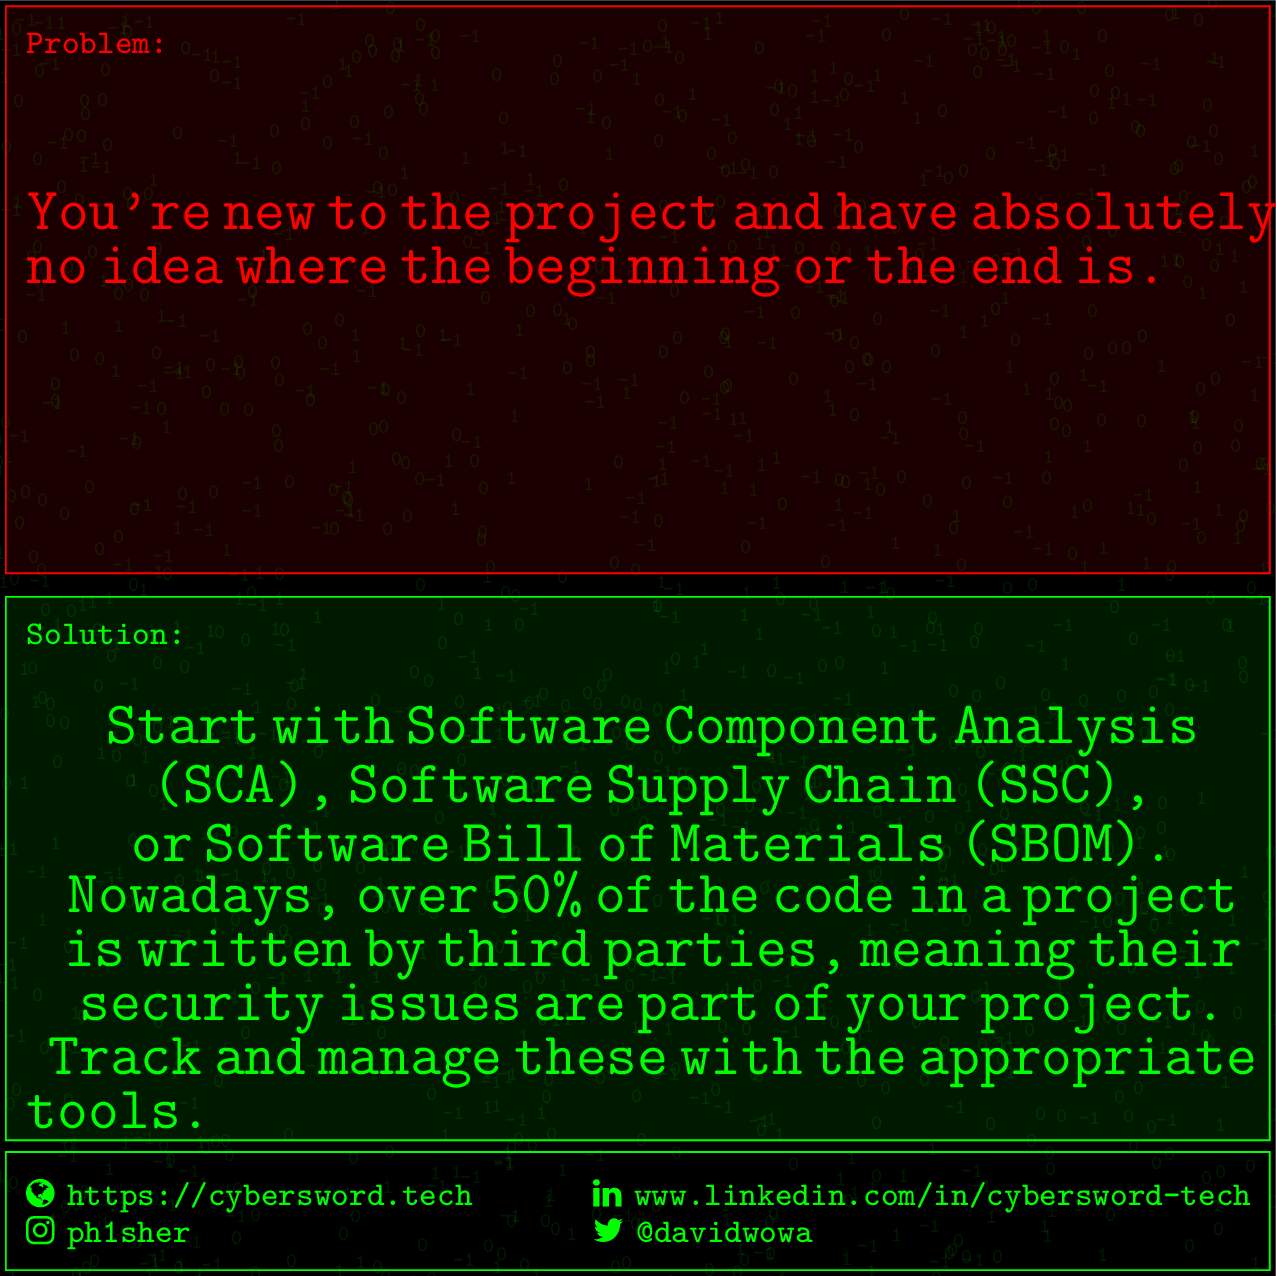 Problem:
You're new to the project and have absolutely
no idea where the beginning or the end is.
Solution:
Start with Software Component Analysis
(SCA), Software Supply Chain (SSC),
or Software Bill of Materials (SBOM).
Nowadays, over 50% of the code in a project
is written by third parties, meaning their
security issues are part of your project.
Track and manage these with the appropriate
tools.
https://cybersword.tech
www.linkedin.com/in/cybersword-tech
ph1sher
@davidwowa